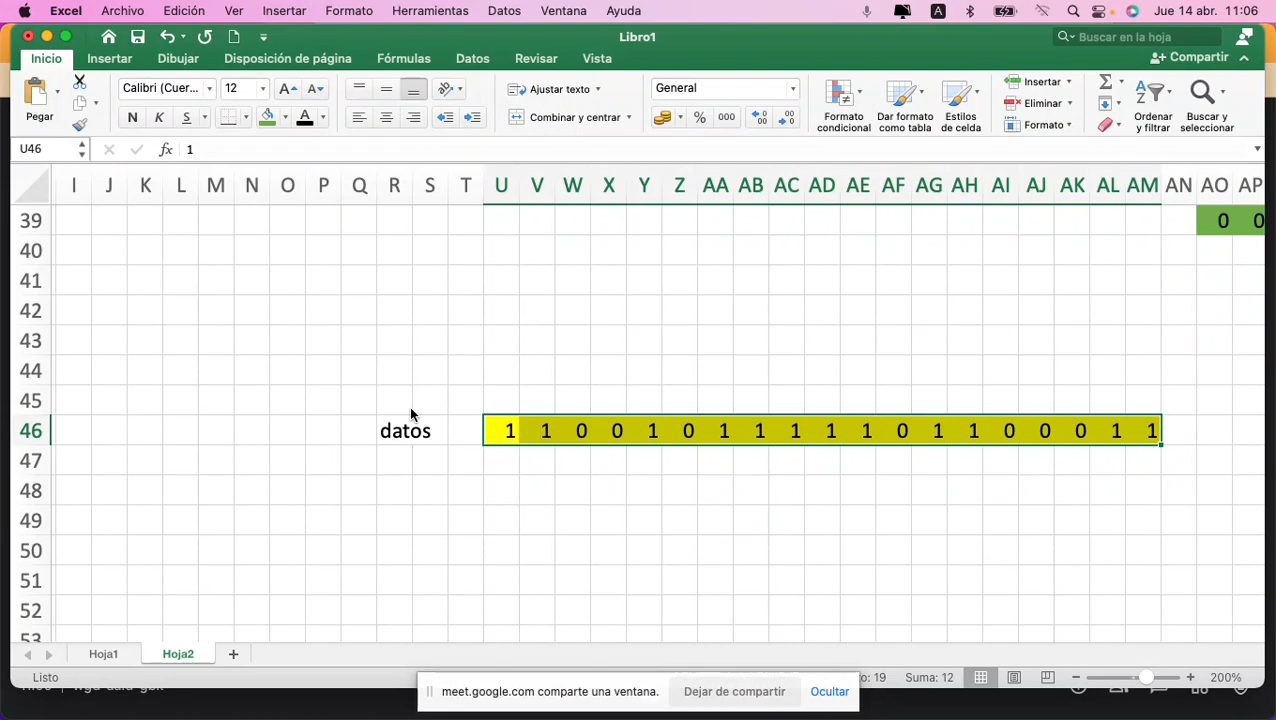 Excel Archivo Edición Ver Insertar Formato Herramientas Datos Ventana Ayuda A Jue 14 abr. 11:06
Libro1 Buscar en la hoja
Inicio Insertar Dibujar Disposición de página Fórmulas Datos Revisar Vista Compartir
Calibri (Cuer... 12 A A Ajustar texto General Insertar
Pegar N K S A Combinar y centrar % 000 Formato condicional Dar formato como tabla Estilos de celda Eliminar Formato Ordenar y filtrar Buscar y seleccionar
U46 fx 1
I J K L M N O P Q R S T U V W X Y Z AA AB AC AD AE AF AG AH AI AJ AK AL AM AN AO AP
39 0 0
40
41
42
43
44
45
46 datos 1 1 0 0 1 0 1 1 1 1 1 0 1 1 0 0 0 1 1
47
48
49
50
51
52
53
Hoja1 Hoja2 +
Listo meet.google.com comparte una ventana. Dejar de compartir Ocultar : 19 Suma: 12 200%